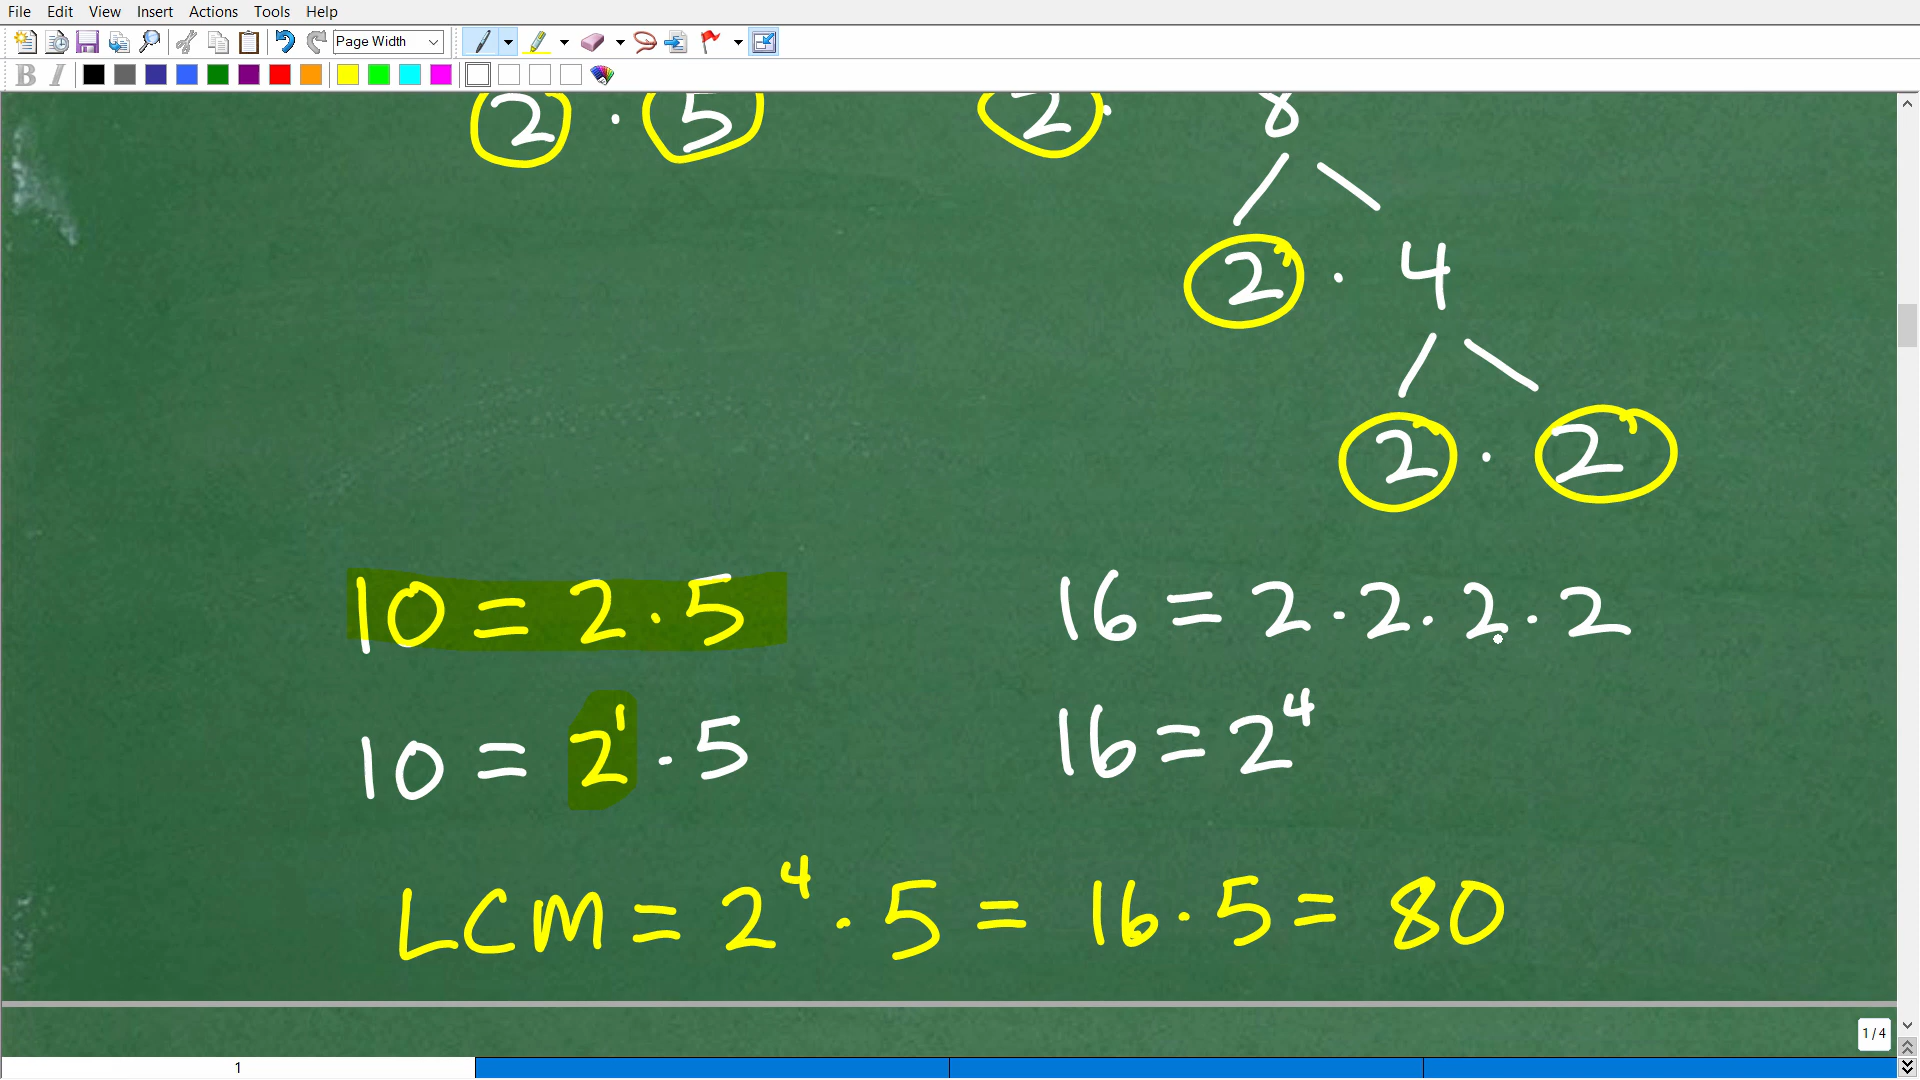 File Edit View Insert Actions Tools Help
Page Width
B I
2 · 5 2 · 8
2 · 4
2 · 2
10 = 2 · 5 16 = 2 · 2 · 2 · 2
10 = 2¹ · 5 16 = 2⁴
LCM = 2⁴ · 5 = 16 · 5 = 80
1 / 4
1